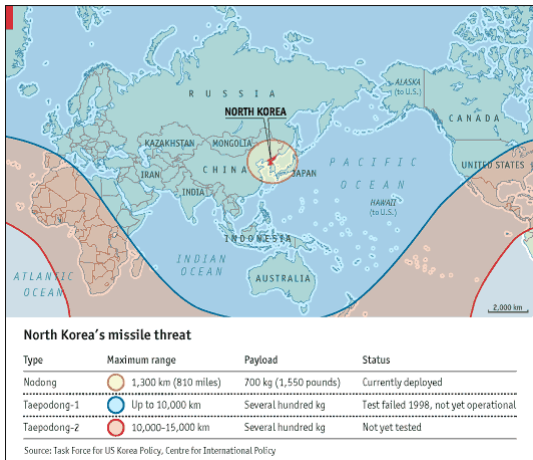 ALASKA
(to U.S.)
RUSSIA
NORTH KOREA
CANADA
KAZAKHSTAN
MONGOLIA
PACIFIC
UNITED STATES
IRAN
CHINA
JAPAN
OCEAN
INDIA
HAWAII
(to U.S.)
INDONESIA
INDIAN
OCEAN
ATLANTIC
OCEAN
AUSTRALIA
2,000 km
North Korea's missile threat
Type Maximum range Payload Status
Nodong 1,300 km (810 miles) 700 kg (1,550 pounds) Currently deployed
Taepodong-1 Up to 10,000 km Several hundred kg Test failed 1998, not yet operational
Taepodong-2 10,000-15,000 km Several hundred kg Not yet tested
Source: Task Force for US Korea Policy, Centre for International Policy